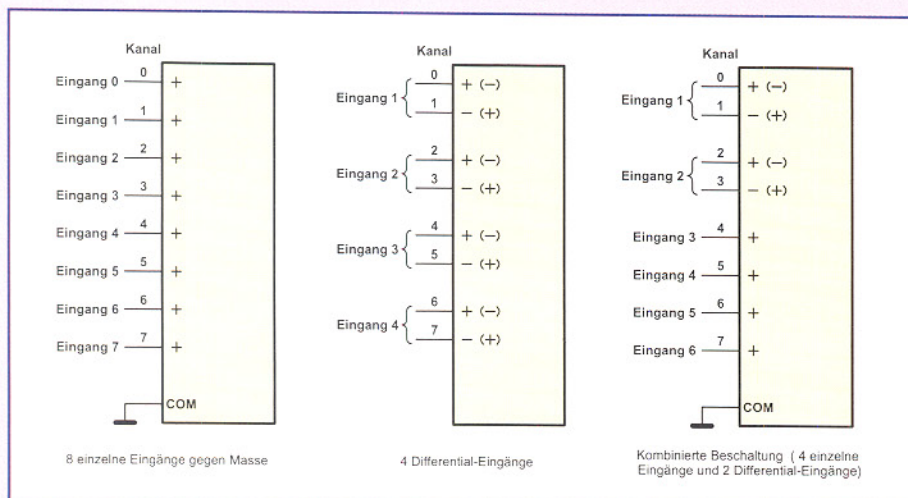 Kanal
Eingang 0 0 +
Eingang 1 1 +
Eingang 2 2 +
Eingang 3 3 +
Eingang 4 4 +
Eingang 5 5 +
Eingang 6 6 +
Eingang 7 7 +
COM
8 einzelne Eingänge gegen Masse
Kanal
0 + (−)
Eingang 1
1 − (+)
2 + (−)
Eingang 2
3 − (+)
4 + (−)
Eingang 3
5 − (+)
6 + (−)
Eingang 4
7 − (+)
4 Differential-Eingänge
Kanal
0 + (−)
Eingang 1
1 − (+)
2 + (−)
Eingang 2
3 − (+)
Eingang 3 4 +
Eingang 4 5 +
Eingang 5 6 +
Eingang 6 7 +
COM
Kombinierte Beschaltung ( 4 einzelne
Eingänge und 2 Differential-Eingänge)